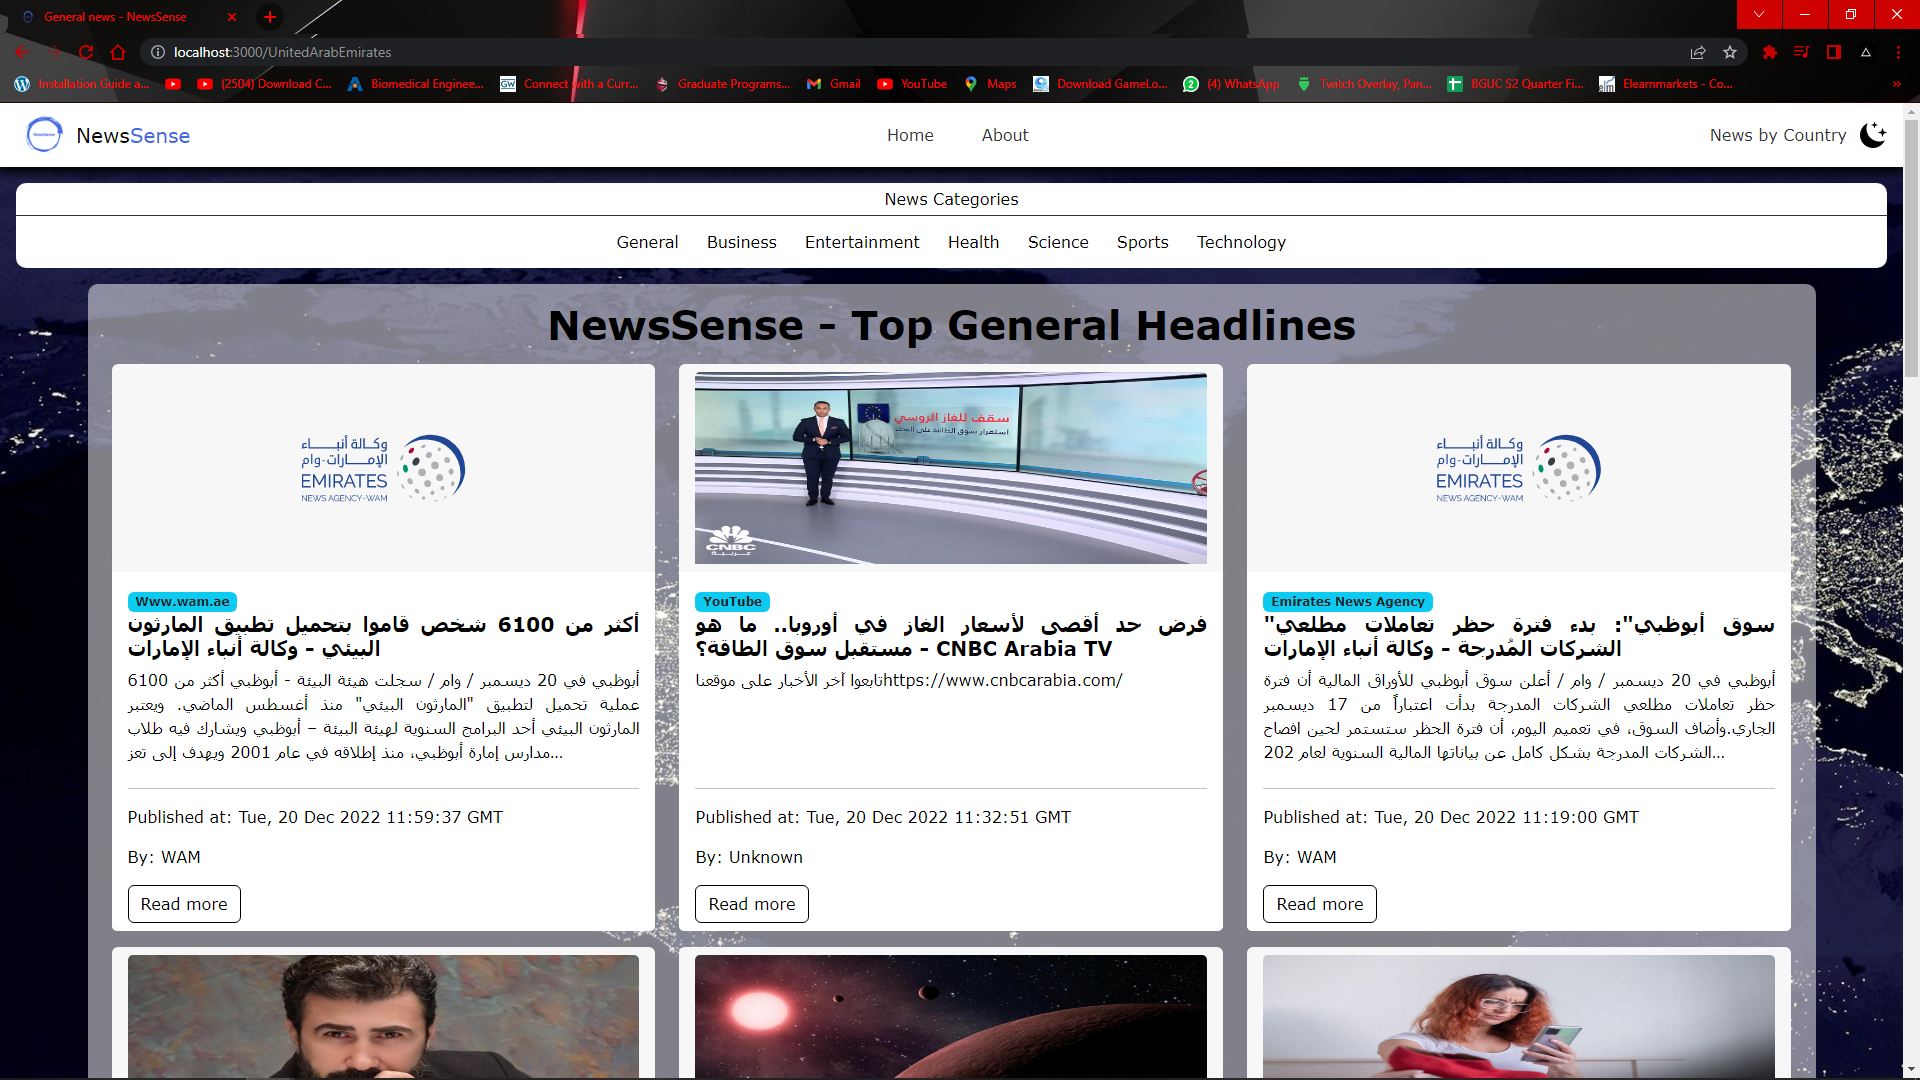 General news - NewsSense
localhost:3000/UnitedArabEmirates
Installation Guide a...
(2504) Download C...
Biomedical Enginee...
Connect with a Curr...
Graduate Programs...
Gmail
YouTube
Maps
Download GameLo...
(4) WhatsApp
Twitch Overlay, Pan...
BGUC S2 Quarter Fi...
Elearnmarkets - Co...
NewsSense
Home
About
News by Country
News Categories
General
Business
Entertainment
Health
Science
Sports
Technology
NewsSense - Top General Headlines
وكالة أنباء
الإمارات-وام
EMIRATES
NEWS AGENCY-WAM
Www.wam.ae
أكثر من 6100 شخص قاموا بتحميل تطبيق المارثون
البيئي - وكالة أنباء الإمارات
أبوظبي في 20 ديسمبر / وام / سجلت هيئة البيئة - أبوظبي أكثر من 6100
عملية تحميل لتطبيق "المارثون البيئي" منذ أغسطس الماضي. ويعتبر
المارثون البيئي أحد البرامج السنوية لهيئة البيئة – أبوظبي ويشارك فيه طلاب
مدارس إمارة أبوظبي، منذ إطلاقه في عام 2001 ويهدف إلى تعز...
Published at: Tue, 20 Dec 2022 11:59:37 GMT
By: WAM
Read more
سقف للغاز الروسي
استقرار سوق الطاقة على المحك
CNBC
عربية
YouTube
فرض حد أقصى لأسعار الغاز في أوروبا.. ما هو
مستقبل سوق الطاقة؟ - CNBC Arabia TV
تابعوا آخر الأخبار على موقعناhttps://www.cnbcarabia.com/
Published at: Tue, 20 Dec 2022 11:32:51 GMT
By: Unknown
Read more
وكالة أنباء
الإمارات-وام
EMIRATES
NEWS AGENCY-WAM
Emirates News Agency
سوق أبوظبي": بدء فترة حظر تعاملات مطلعي"
الشركات المُدرجة - وكالة أنباء الإمارات
أبوظبي في 20 ديسمبر / وام / أعلن سوق أبوظبي للأوراق المالية أن فترة
حظر تعاملات مطلعي الشركات المدرجة بدأت اعتباراً من 17 ديسمبر
الجاري.وأضاف السوق، في تعميم اليوم، أن فترة الحظر ستستمر لحين افصاح
الشركات المدرجة بشكل كامل عن بياناتها المالية السنوية لعام 202...
Published at: Tue, 20 Dec 2022 11:19:00 GMT
By: WAM
Read more